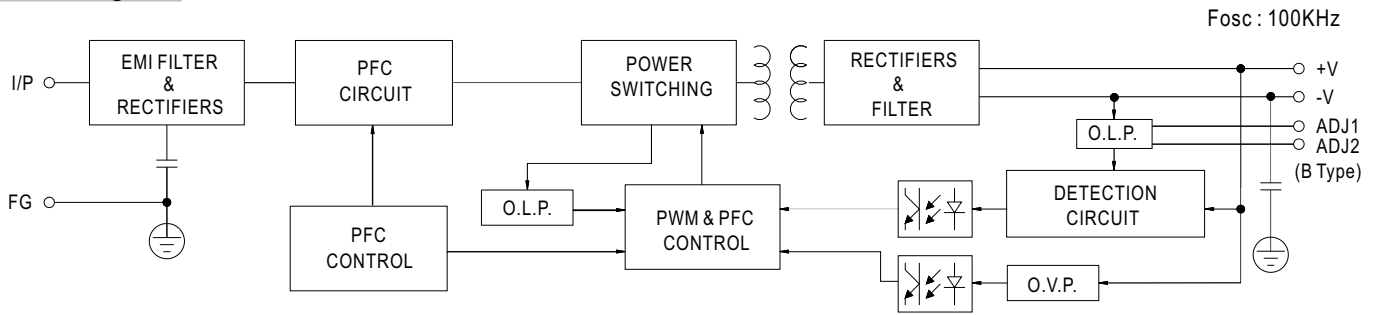 Fosc : 100KHz
I/P
EMI FILTER
&
RECTIFIERS
PFC
CIRCUIT
POWER
SWITCHING
RECTIFIERS
&
FILTER
+V
-V
O.L.P.
ADJ1
ADJ2
(B Type)
FG
PFC
CONTROL
O.L.P.
PWM & PFC
CONTROL
DETECTION
CIRCUIT
O.V.P.